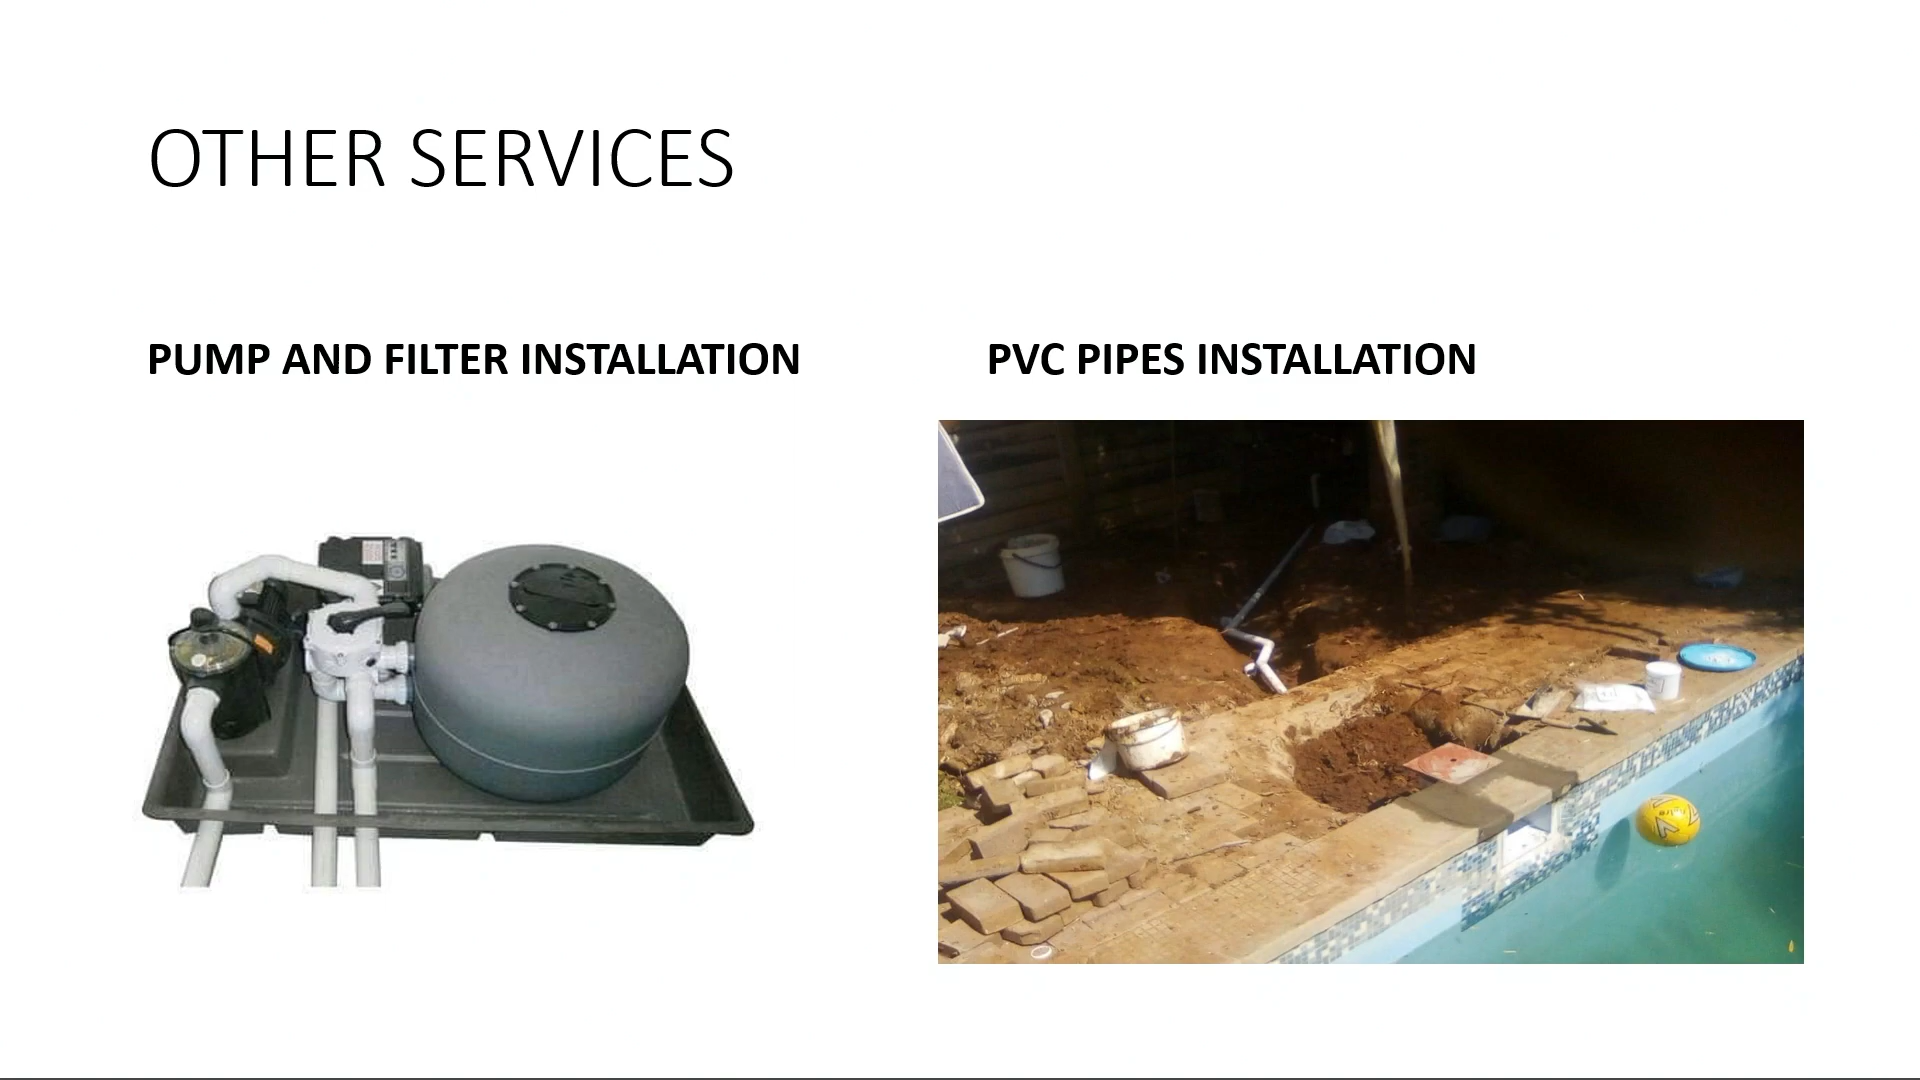 OTHER SERVICES
PUMP AND FILTER INSTALLATION
PVC PIPES INSTALLATION